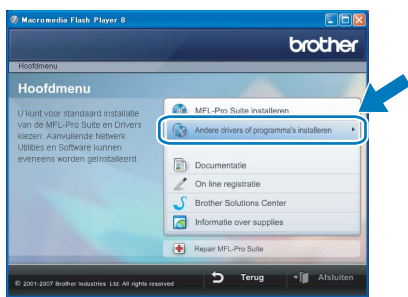 Macromedia Flash Player 8
brother
Hoofdmenu
Hoofdmenu
U kunt voor standaard installatie
van de MFL-Pro Suite en Drivers
kiezen. Aanvullende Netwerk
Utilities en Software kunnen
eveneens worden geïnstalleerd.
MFL-Pro Suite installeren
Andere drivers of programma's installeren
Documentatie
On line registratie
Brother Solutions Center
Informatie over supplies
Repair MFL-Pro Suite
© 2001-2007 Brother Industries Ltd. All rights reserved
Terug
Afsluiten